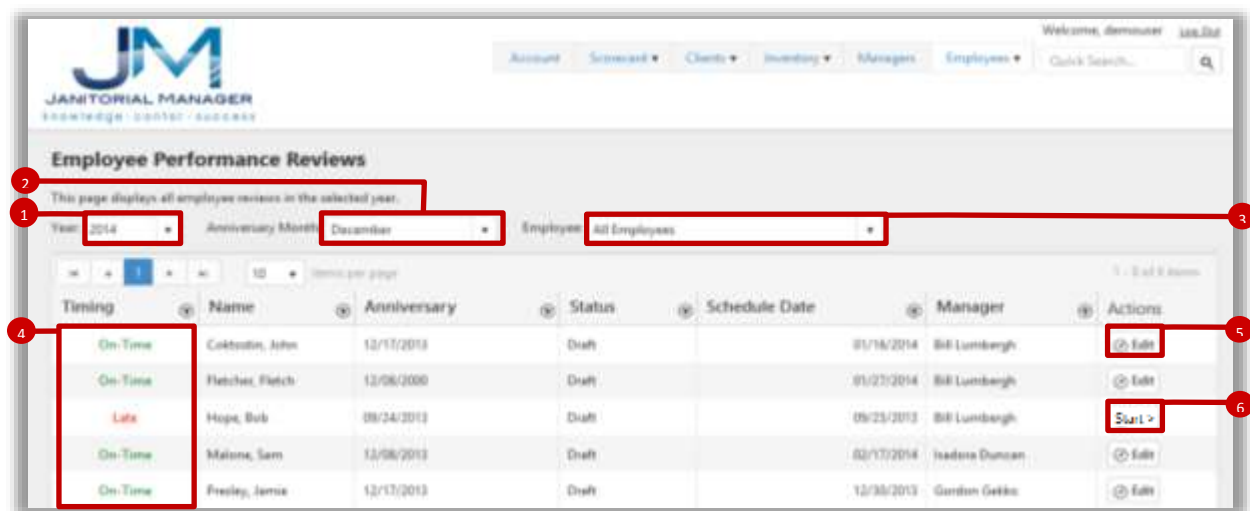 Welcome, demouser Log Out
Account Scorecard Clients Inventory Managers Employees Quick Search...
JM
JANITORIAL MANAGER
knowledge · control · success
Employee Performance Reviews
2
This page displays all employee reviews in the selected year.
1
Year: 2014 Anniversary Month: December Employee: All Employees
3
1 10 items per page
Timing Name Anniversary Status Schedule Date Manager Actions
4
5
On-Time John 12/17/2013 Draft 01/16/2014 Bill Lumbergh Edit
On-Time Fletcher, Fletch 12/08/2000 Draft 01/27/2014 Bill Lumbergh Edit
6
Late Hope, Bob 09/24/2013 Draft 09/23/2013 Bill Lumbergh Start >
On-Time Malone, Sam 12/08/2013 Draft 02/17/2014 Isadora Duncan Edit
On-Time Presley, Jamie 12/17/2013 Draft 12/30/2013 Gordon Gekko Edit